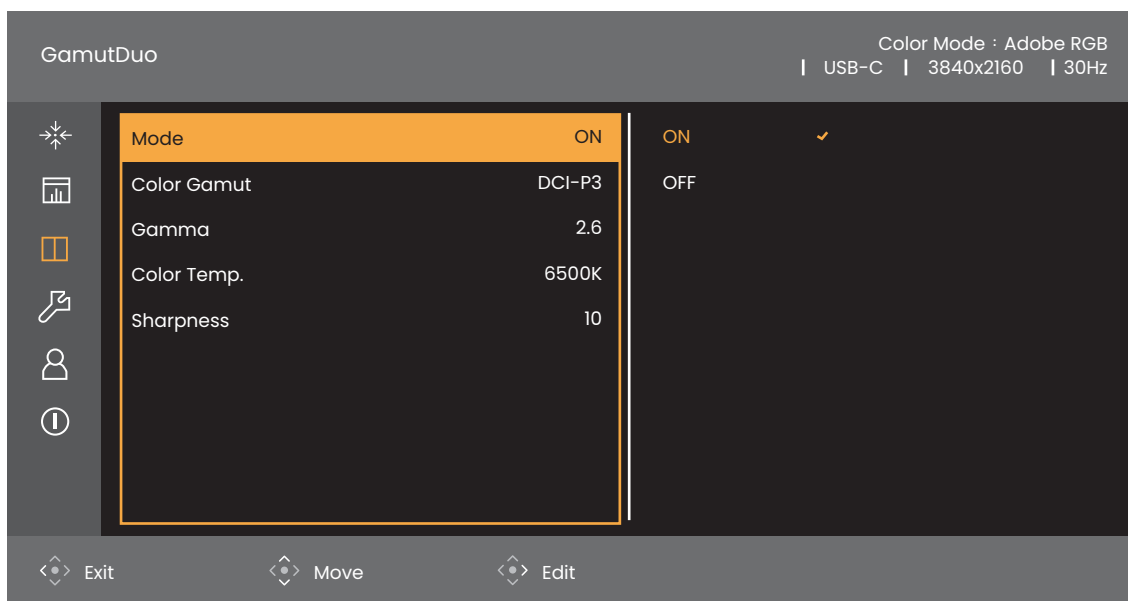 GamutDuo
Color Mode : Adobe RGB
| USB-C | 3840x2160 | 30Hz
Mode ON
Color Gamut DCI-P3
Gamma 2.6
Color Temp. 6500K
Sharpness 10
ON
OFF
Exit Move Edit